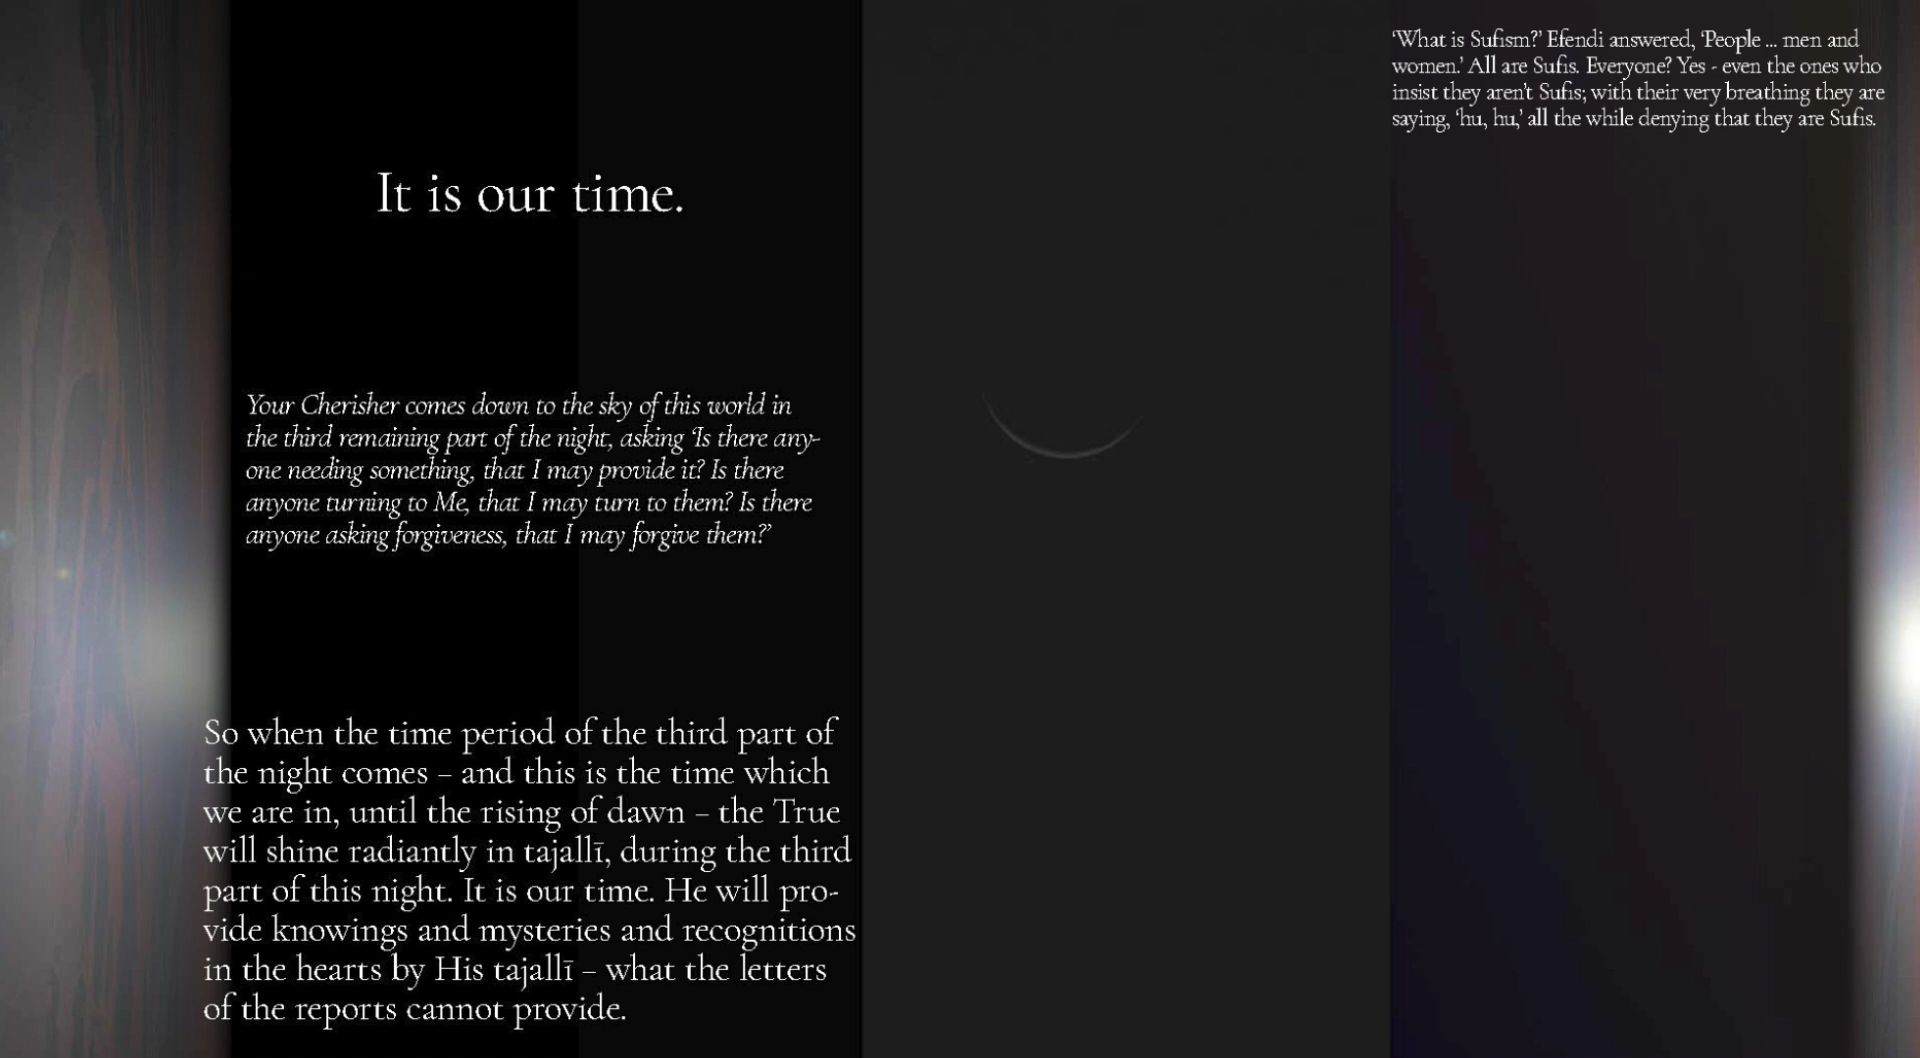 It is our time.
Your Cherisher comes down to the sky of this world in
the third remaining part of the night, asking ‘Is there any-
one needing something, that I may provide it? Is there
anyone turning to Me, that I may turn to them? Is there
anyone asking forgiveness, that I may forgive them?’
So when the time period of the third part of
the night comes – and this is the time which
we are in, until the rising of dawn – the True
will shine radiantly in tajallī, during the third
part of this night. It is our time. He will pro-
vide knowings and mysteries and recognitions
in the hearts by His tajallī – what the letters
of the reports cannot provide.
‘What is Sufism?’ Efendi answered, ‘People ... men and
women.’ All are Sufis. Everyone? Yes - even the ones who
insist they aren’t Sufis; with their very breathing they are
saying, ‘hu, hu,’ all the while denying that they are Sufis.